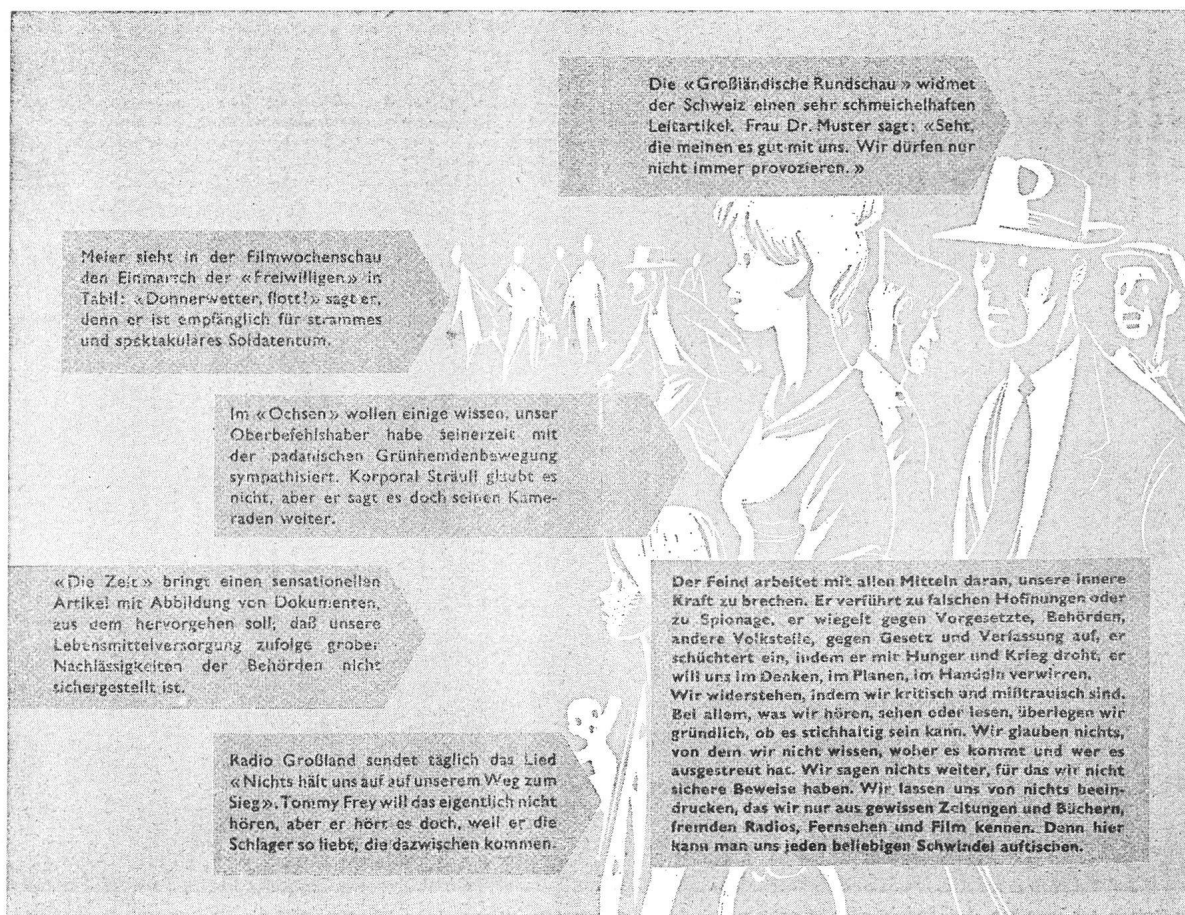 Die «Großländische Rundschau» widmet
der Schweiz einen sehr schmeichelhaften
Leitartikel. Frau Dr. Muster sagt: «Seht,
die meinen es gut mit uns. Wir dürfen nur
nicht immer provozieren.»
Meier sieht in der Filmwochenschau
den Einmarsch der «Freiwilligen» in
Tabil: «Donnerwetter, flott!» sagt er,
denn er ist empfänglich für strammes
und spektakuläres Soldatentum.
Im «Ochsen» wollen einige wissen, unser
Oberbefehlshaber habe seinerzeit mit
der padanischen Grünhemdenbewegung
sympathisiert. Korporal Sträuli glaubt es
nicht, aber er sagt es doch seinen Kame-
raden weiter.
«Die Zeit» bringt einen sensationellen
Artikel mit Abbildung von Dokumenten,
aus dem hervorgehen soll, daß unsere
Lebensmittelversorgung zufolge grober
Nachlässigkeiten der Behörden nicht
sichergestellt ist.
Radio Großland sendet täglich das Lied
«Nichts hält uns auf auf unserem Weg zum
Sieg». Tommy Frey will das eigentlich nicht
hören, aber er hört es doch, weil er die
Schlager so liebt, die dazwischen kommen.
Der Feind arbeitet mit allen Mitteln daran, unsere innere
Kraft zu brechen. Er verführt zu falschen Hoffnungen oder
zu Spionage, er wiegelt gegen Vorgesetzte, Behörden,
andere Volksteile, gegen Gesetz und Verfassung auf, er
schüchtert ein, indem er mit Hunger und Krieg droht, er
will uns im Denken, im Planen, im Handeln verwirren.
Wir widerstehen, indem wir kritisch und mißtrauisch sind.
Bei allem, was wir hören, sehen oder lesen, überlegen wir
gründlich, ob es stichhaltig sein kann. Wir glauben nichts,
von dem wir nicht wissen, woher es kommt und wer es
ausgestreut hat. Wir sagen nichts weiter, für das wir nicht
sichere Beweise haben. Wir lassen uns von nichts beein-
drucken, das wir nur aus gewissen Zeitungen und Büchern,
fremden Radios, Fernsehen und Film kennen. Denn hier
kann man uns jeden beliebigen Schwindel auftischen.